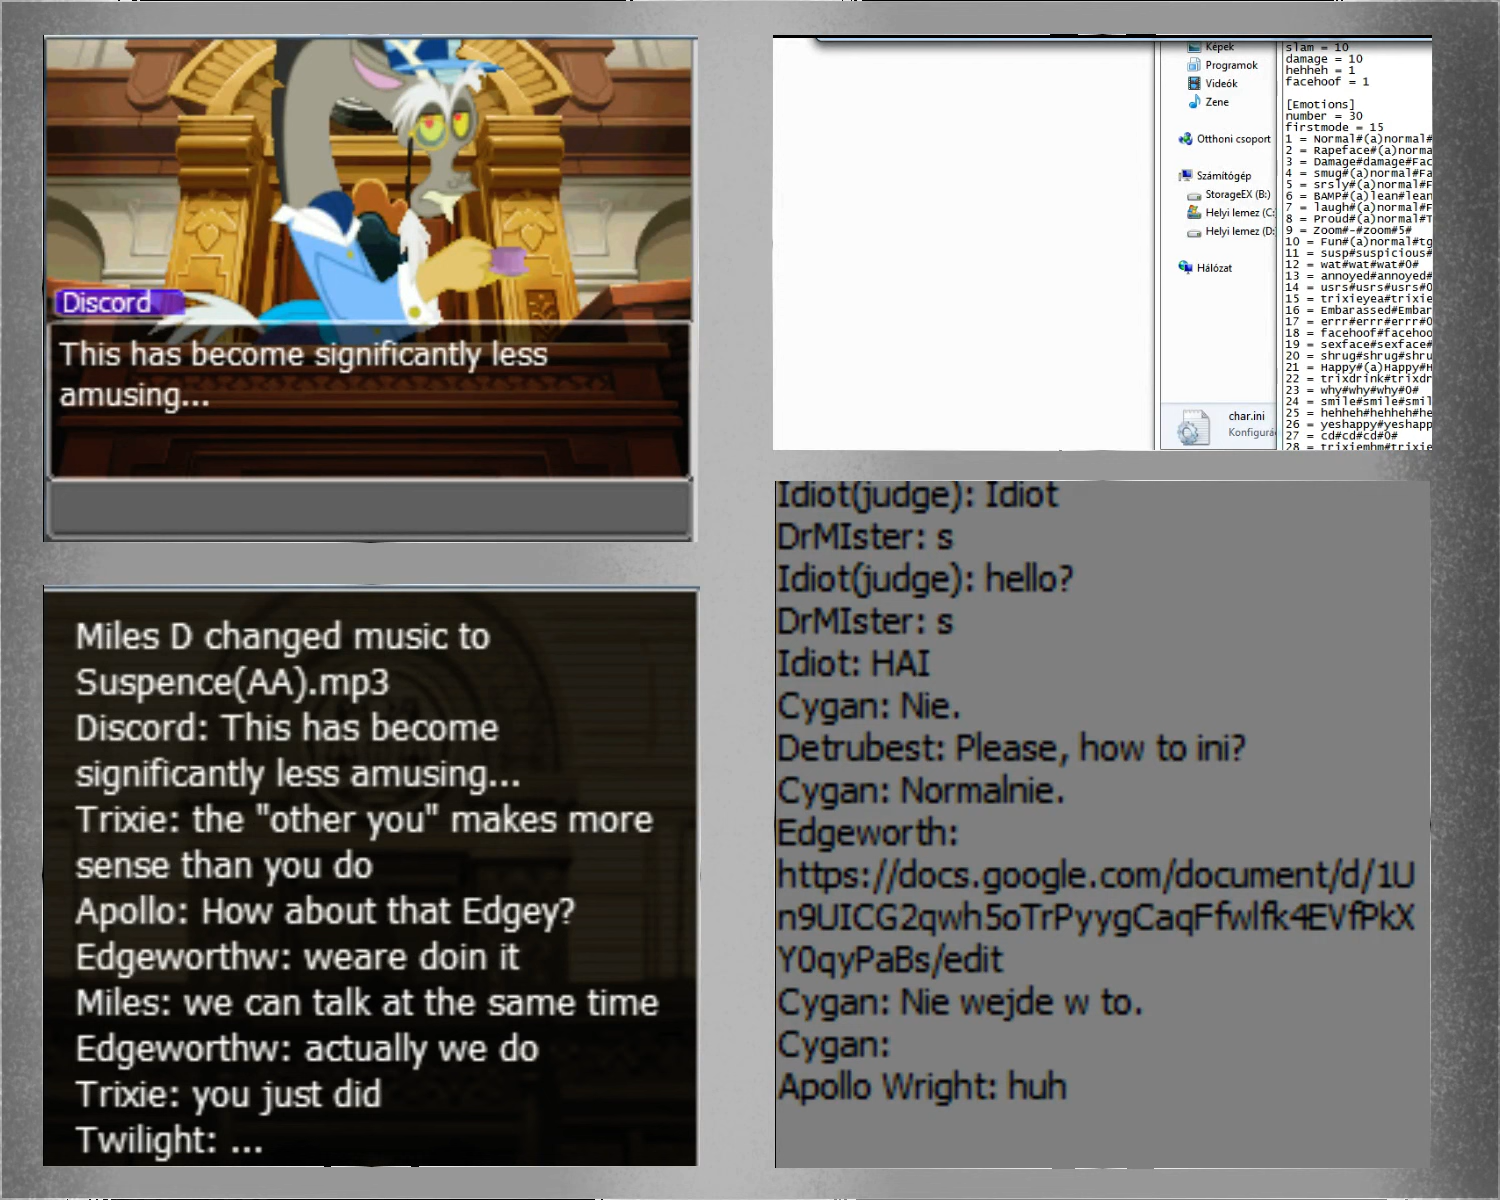 Discord
This has become significantly less
amusing...
Képek
Programok
Videók
Zene
Otthoni csoport
Számítógép
StorageEX (B:)
Helyi lemez (C:
Helyi lemez (D:
Hálózat
char.ini
Konfigurá
slam = 10
damage = 10
hehheh = 1
facehoof = 1
[Emotions]
number = 30
firstmode = 15
1 = Normal#(a)normal#
2 = Rapeface#(a)norma
3 = Damage#damage#Fac
4 = smug#(a)normal#Fa
5 = srsly#(a)normal#F
6 = BAMP#(a)lean#lean
7 = laugh#(a)normal#F
8 = Proud#(a)normal#T
9 = Zoom#-#zoom#5#
10 = Fun#(a)normal#tg
11 = susp#suspicious#
12 = wat#wat#wat#0#
13 = annoyed#annoyed#
14 = usrs#usrs#usrs#0
15 = trixieyea#trixie
16 = Embarassed#Embar
17 = errr#errr#errr#0
18 = facehoof#facehoo
19 = sexface#sexface#
20 = shrug#shrug#shru
21 = Happy#(a)Happy#H
22 = trixdrink#trixdr
23 = why#why#why#0#
24 = smile#smile#smil
25 = hehheh#hehheh#he
26 = yeshappy#yeshapp
27 = cd#cd#cd#0#
28 = trixiemhm#trixie
Miles D changed music to
Suspence(AA).mp3
Discord: This has become
significantly less amusing...
Trixie: the "other you" makes more
sense than you do
Apollo: How about that Edgey?
Edgeworthw: weare doin it
Miles: we can talk at the same time
Edgeworthw: actually we do
Trixie: you just did
Twilight: ...
Idiot(judge): Idiot
DrMIster: s
Idiot(judge): hello?
DrMIster: s
Idiot: HAI
Cygan: Nie.
Detrubest: Please, how to ini?
Cygan: Normalnie.
Edgeworth:
https://docs.google.com/document/d/1U
n9UICG2qwh5oTrPyygCaqFfwlfk4EVfPkX
Y0qyPaBs/edit
Cygan: Nie wejde w to.
Cygan:
Apollo Wright: huh